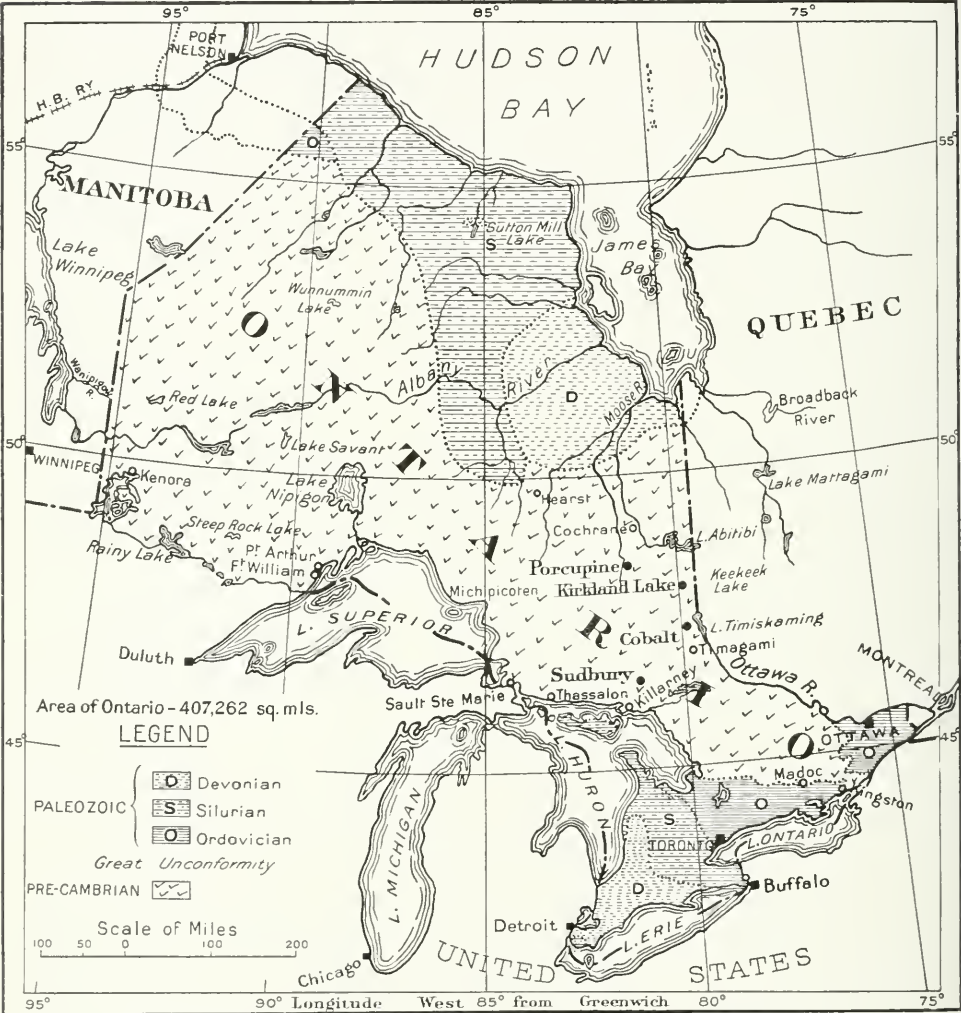 95°
85°
75°
PORT
NELSON
HUDSON
BAY
H.B. RY
55°
55°
O
MANITOBA
Sutton Mill
Lake
S
James
Bay
Lake
Winnipeg
Wunnummin
Lake
QUEBEC
O
N
T
A
R
I
O
Albany
River
Moose R.
D
Wanipigow
R.
Red Lake
Broadback
River
50°
50°
WINNIPEG
Kenora
Lake Savant
Lake
Nipigon
Lake Mattagami
Hearst
Steep Rock Lake
Cochrane
L. Abitibi
Rainy Lake
Pt. Arthur
Ft. William
Porcupine
Kirkland Lake
Keekeek
Lake
Michipicoten
L. SUPERIOR
Cobalt
L. Timiskaming
Timagami
Duluth
Sudbury
Killarney
Ottawa R.
MONTREAL
Sault Ste Marie
Thessalon
Area of Ontario - 407,262 sq. mls.
45°
45°
OTTAWA
O
LEGEND
PALEOZOIC
D Devonian
S Silurian
O Ordovician
Great Unconformity
PRE-CAMBRIAN
Madoc
Kingston
O
HURON
S
TORONTO
L. ONTARIO
L. MICHIGAN
D
Buffalo
Scale of Miles
100 50 0 100 200
Detroit
L. ERIE
Chicago
UNITED STATES
95°
90°
Longitude West 85° from Greenwich
80°
75°